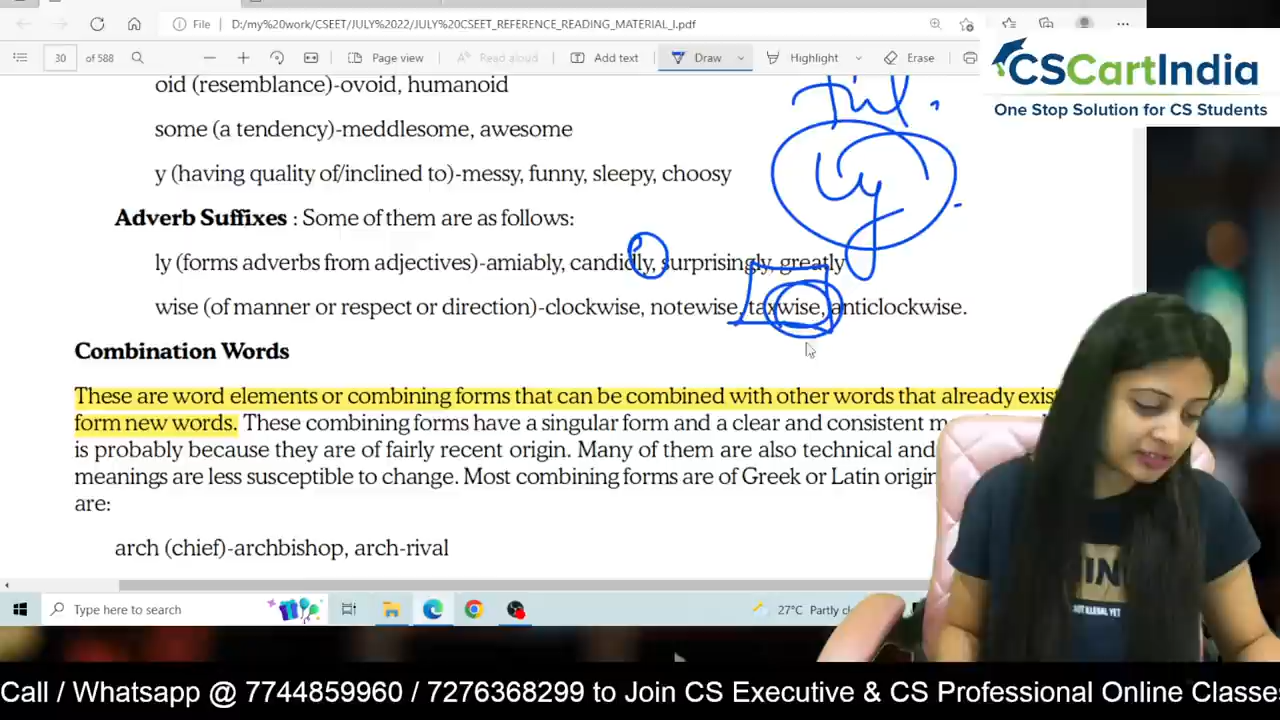 File | D:/my%20work/CSEET/JULY%2022/JULY%20CSEET_REFERENCE_READING_MATERIAL_I.pdf
30 of 588 Page view Read aloud Add text Draw Highlight Erase
CSCartIndia
One Stop Solution for CS Students
oid (resemblance)-ovoid, humanoid
some (a tendency)-meddlesome, awesome
y (having quality of/inclined to)-messy, funny, sleepy, choosy
ly
Adverb Suffixes : Some of them are as follows:
ly (forms adverbs from adjectives)-amiably, candidly, surprisingly, greatly
wise (of manner or respect or direction)-clockwise, notewise, taxwise, anticlockwise.
Combination Words
These are word elements or combining forms that can be combined with other words that already exist
form new words. These combining forms have a singular form and a clear and consistent
is probably because they are of fairly recent origin. Many of them are also technical and
meanings are less susceptible to change. Most combining forms are of Greek or Latin origin
are:
arch (chief)-archbishop, arch-rival
Type here to search 27°C Partly
NOT ILLEGAL YET
Call / Whatsapp @ 7744859960 / 7276368299 to Join CS Executive & CS Professional Online Classes